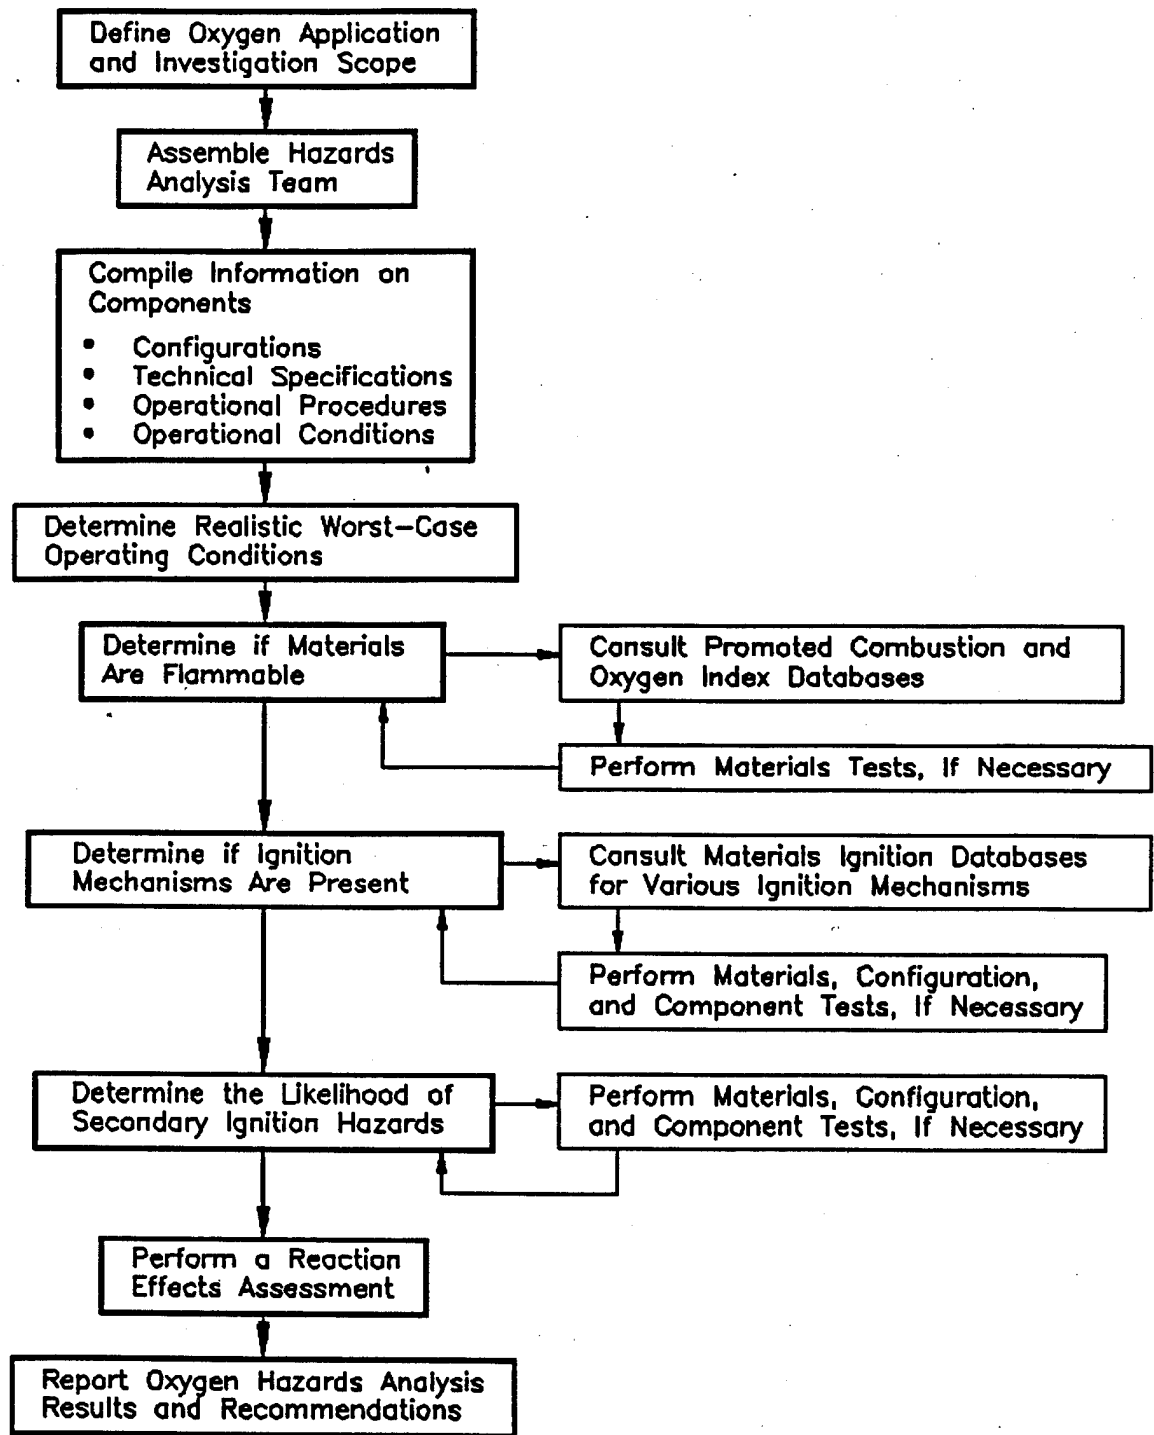 Define Oxygen Application
and Investigation Scope
Assemble Hazards
Analysis Team
Compile Information on
Components
• Configurations
• Technical Specifications
• Operational Procedures
• Operational Conditions
Determine Realistic Worst-Case
Operating Conditions
Determine if Materials
Are Flammable
Consult Promoted Combustion and
Oxygen Index Databases
Perform Materials Tests, If Necessary
Determine if Ignition
Mechanisms Are Present
Consult Materials Ignition Databases
for Various Ignition Mechanisms
Perform Materials, Configuration,
and Component Tests, If Necessary
Determine the Likelihood of
Secondary Ignition Hazards
Perform Materials, Configuration,
and Component Tests, If Necessary
Perform a Reaction
Effects Assessment
Report Oxygen Hazards Analysis
Results and Recommendations